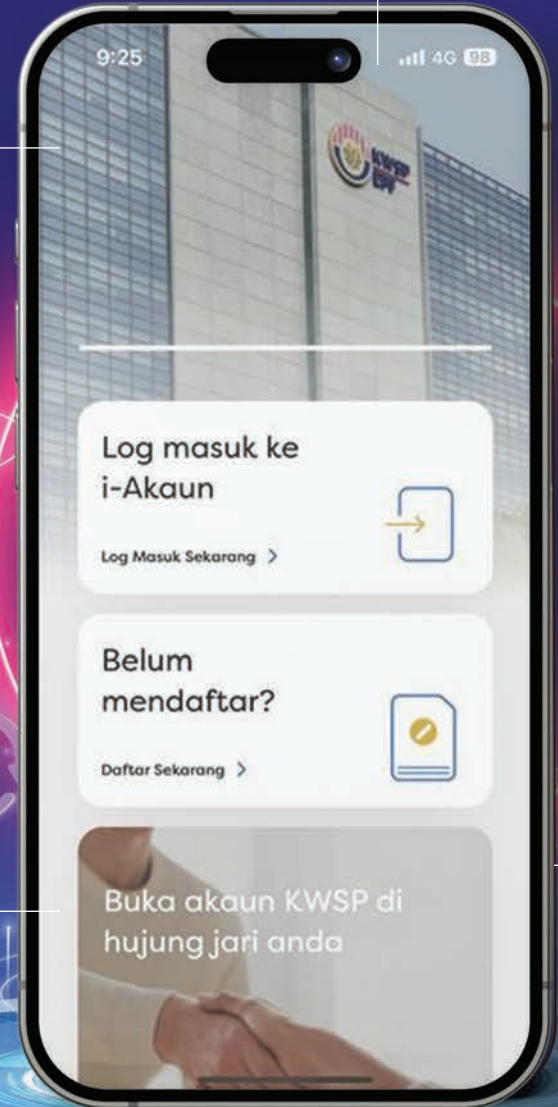 9:25
4G 98
KWSP
EPF
Log masuk ke
i-Akaun
Log Masuk Sekarang >
Belum
mendaftar?
Daftar Sekarang >
Buka akaun KWSP di
hujung jari anda